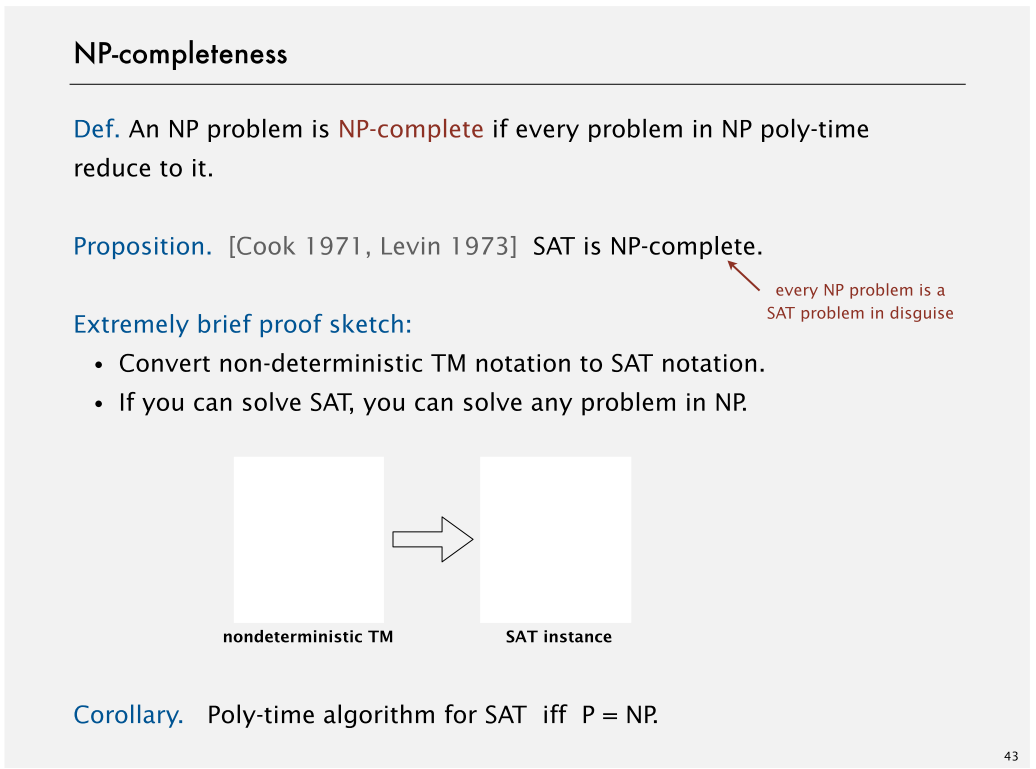 NP-completeness
Def. An NP problem is NP-complete if every problem in NP poly-time
reduce to it.
Proposition. [Cook 1971, Levin 1973] SAT is NP-complete.
every NP problem is a
SAT problem in disguise
Extremely brief proof sketch:
• Convert non-deterministic TM notation to SAT notation.
• If you can solve SAT, you can solve any problem in NP.
nondeterministic TM
SAT instance
Corollary. Poly-time algorithm for SAT iff P = NP.
43